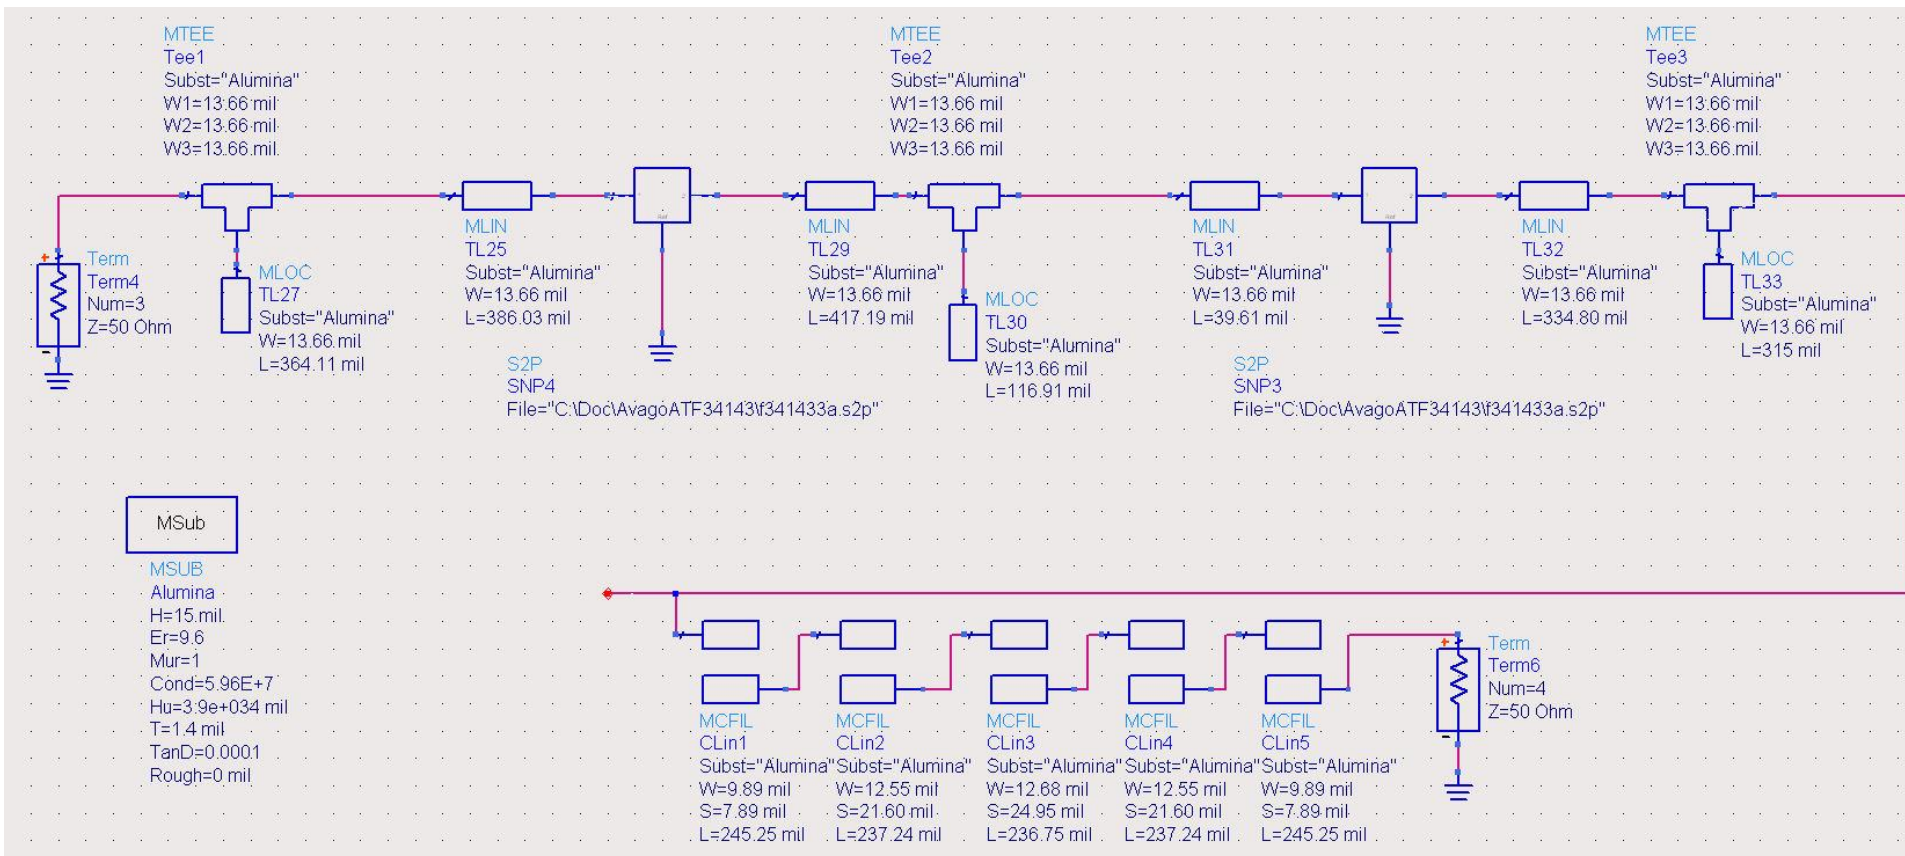 MTEE
Tee1
Subst="Alumina"
W1=13.66 mil
W2=13.66 mil
W3=13.66 mil
MTEE
Tee2
Subst="Alumina"
W1=13.66 mil
W2=13.66 mil
W3=13.66 mil
MTEE
Tee3
Subst="Alumina"
W1=13.66 mil
W2=13.66 mil
W3=13.66 mil
Term
Term4
Num=3
Z=50 Ohm
MLOC
TL27
Subst="Alumina"
W=13.66 mil
L=364.11 mil
MLIN
TL25
Subst="Alumina"
W=13.66 mil
L=386.03 mil
S2P
SNP4
File="C:\Doc\AvagoATF34143\f341433a.s2p"
Ref
MLIN
TL29
Subst="Alumina"
W=13.66 mil
L=417.19 mil
MLOC
TL30
Subst="Alumina"
W=13.66 mil
L=116.91 mil
MLIN
TL31
Subst="Alumina"
W=13.66 mil
L=39.61 mil
S2P
SNP3
File="C:\Doc\AvagoATF34143\f341433a.s2p"
Ref
MLIN
TL32
Subst="Alumina"
W=13.66 mil
L=334.80 mil
MLOC
TL33
Subst="Alumina"
W=13.66 mil
L=315 mil
MSub
MSUB
Alumina
H=15 mil
Er=9.6
Mur=1
Cond=5.96E+7
Hu=3.9e+034 mil
T=1.4 mil
TanD=0.0001
Rough=0 mil
MCFIL
CLin1
Subst="Alumina"
W=9.89 mil
S=7.89 mil
L=245.25 mil
MCFIL
CLin2
Subst="Alumina"
W=12.55 mil
S=21.60 mil
L=237.24 mil
MCFIL
CLin3
Subst="Alumina"
W=12.68 mil
S=24.95 mil
L=236.75 mil
MCFIL
CLin4
Subst="Alumina"
W=12.55 mil
S=21.60 mil
L=237.24 mil
MCFIL
CLin5
Subst="Alumina"
W=9.89 mil
S=7.89 mil
L=245.25 mil
Term
Term6
Num=4
Z=50 Ohm